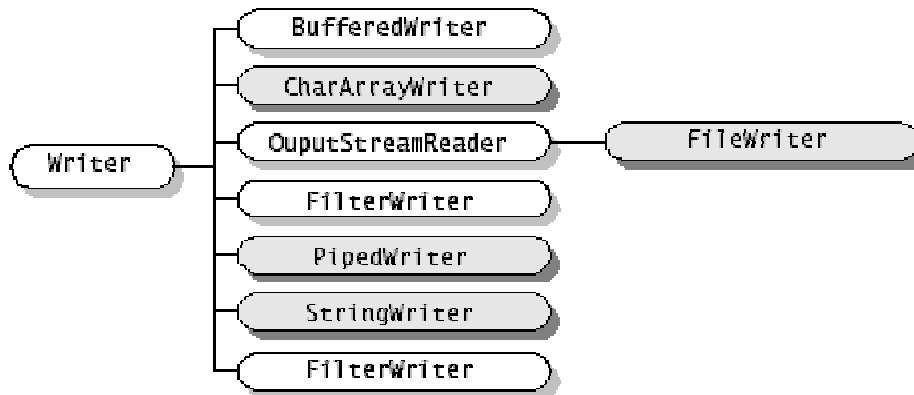 BufferedWriter
CharArrayWriter
OuputStreamReader
FileWriter
Writer
FilterWriter
PipedWriter
StringWriter
FilterWriter